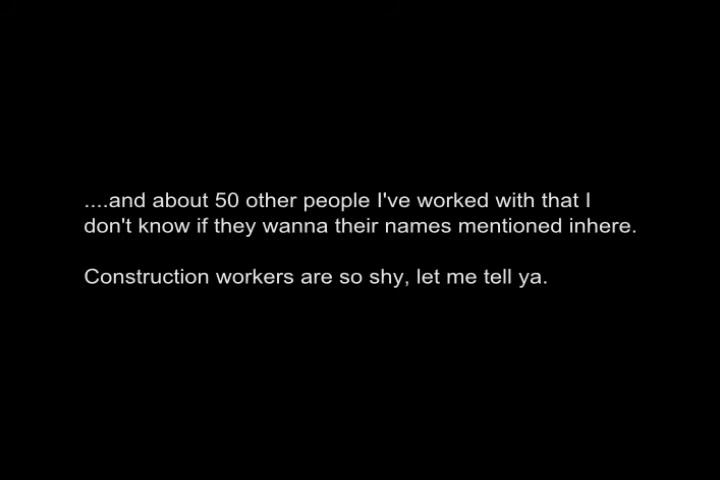 ....and about 50 other people I've worked with that I
don't know if they wanna their names mentioned inhere.
Construction workers are so shy, let me tell ya.